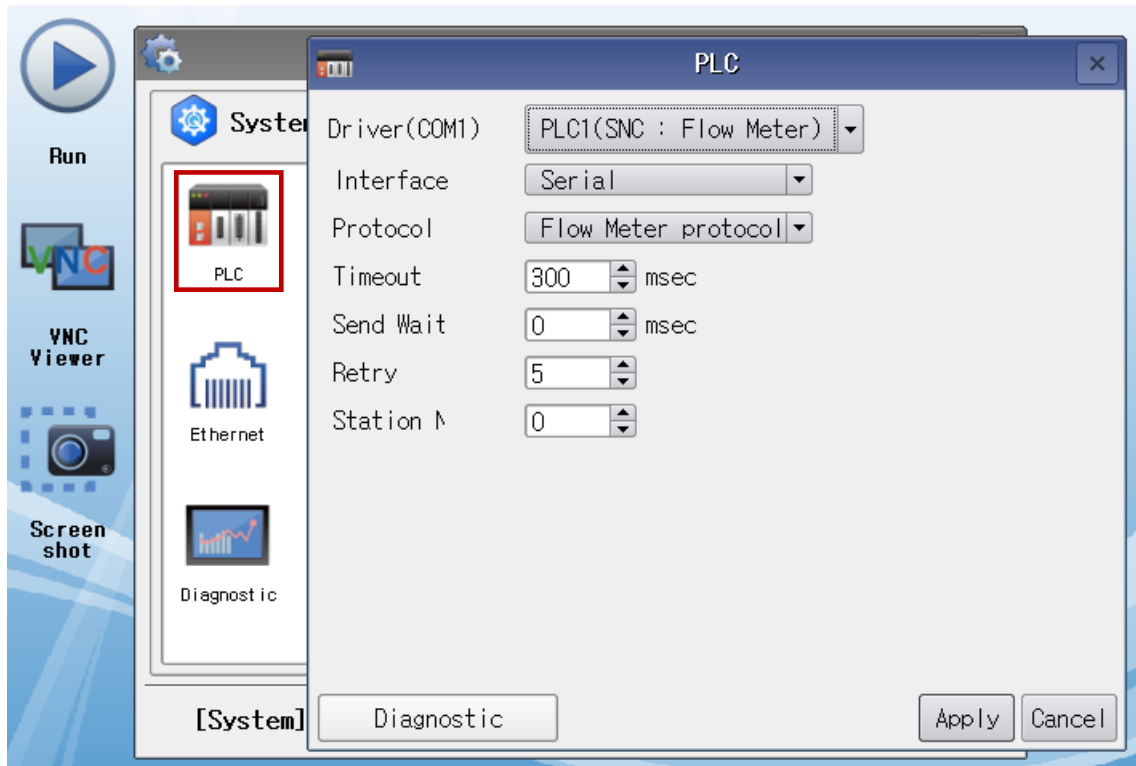 Run
VNC
VNC
Viewer
Screen
shot
System
PLC
Ethernet
Diagnostic
[System]
PLC
Driver(COM1)
PLC1(SNC : Flow Meter)
Interface
Serial
Protocol
Flow Meter protocol
Timeout
300
msec
Send Wait
0
msec
Retry
5
Station N
0
Diagnostic
Apply
Cancel